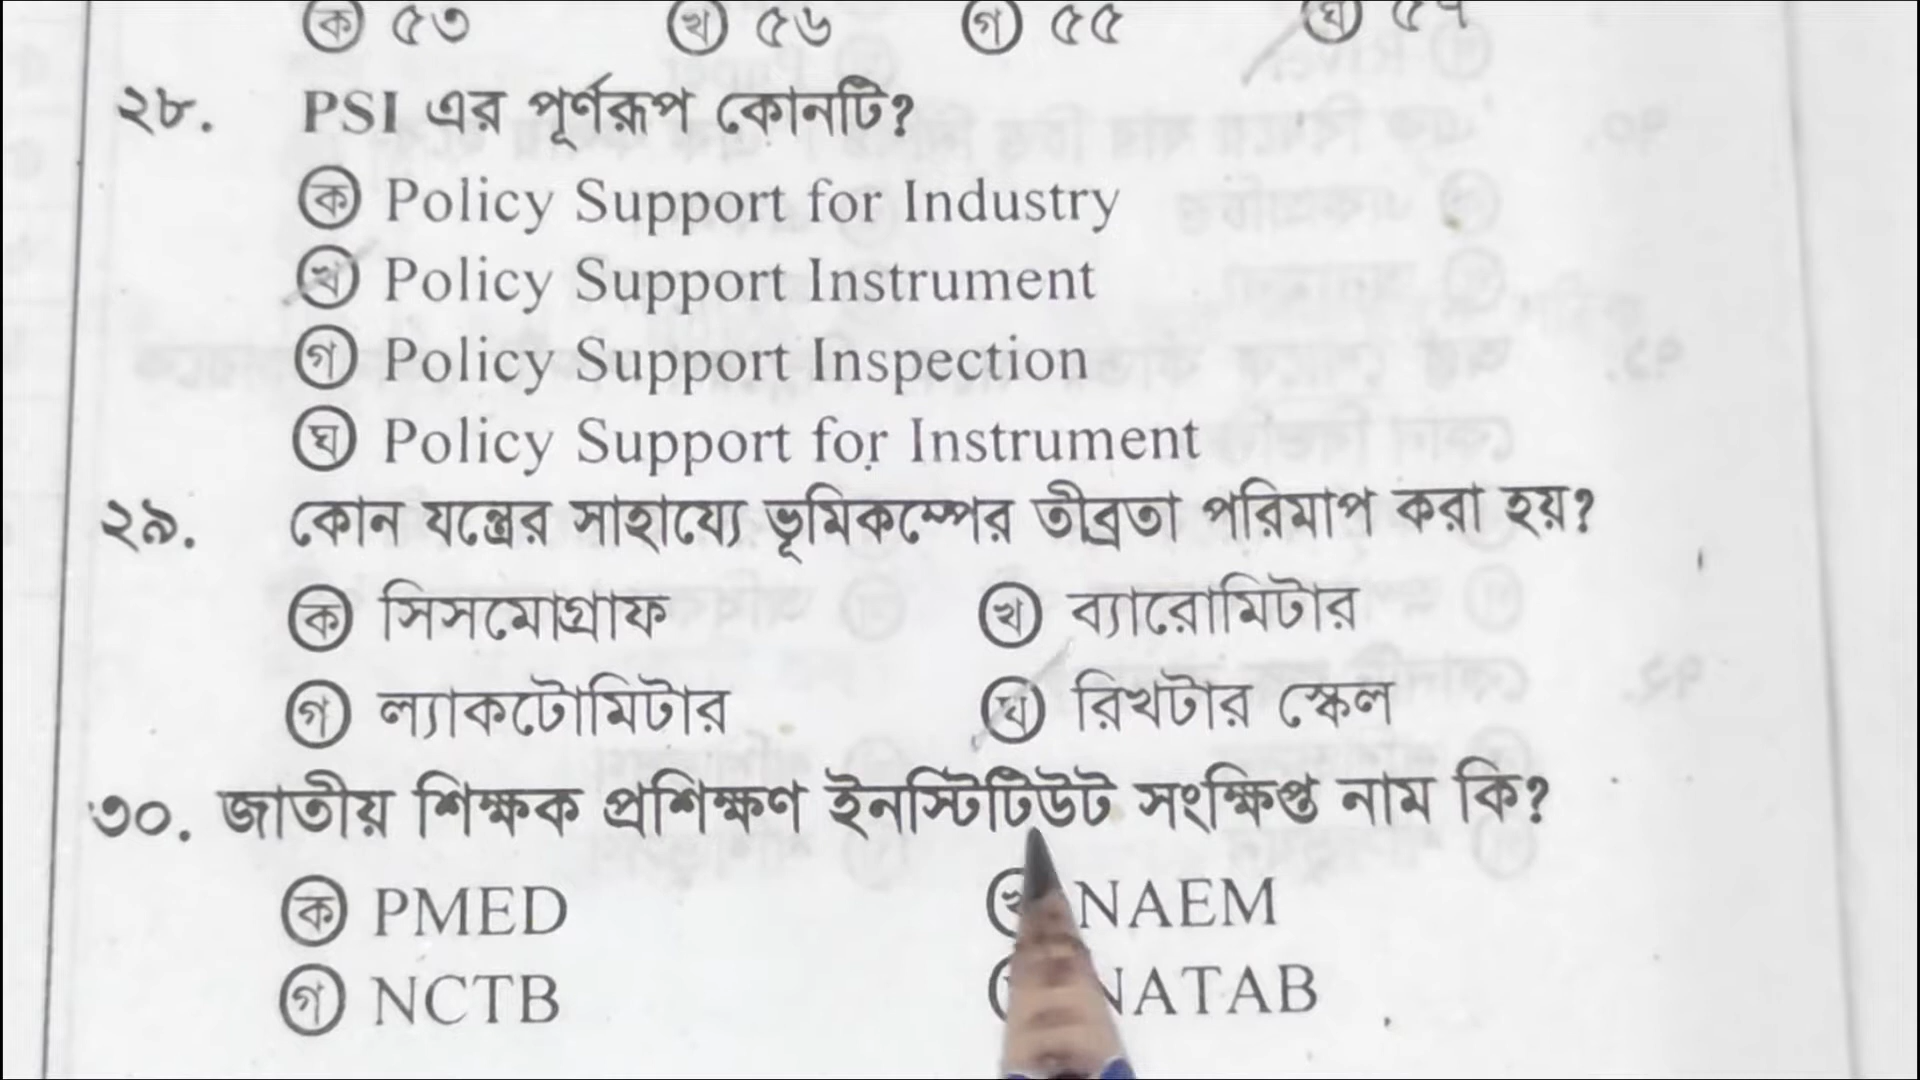 ক ৫৩ খ ৫৬ গ ৫৫ ঘ ৫৭
২৮. PSI এর পূর্ণরূপ কোনটি?
ক Policy Support for Industry
খ Policy Support Instrument
গ Policy Support Inspection
ঘ Policy Support for Instrument
২৯. কোন যন্ত্রের সাহায্যে ভূমিকম্পের তীব্রতা পরিমাপ করা হয়?
ক সিসমোগ্রাফ খ ব্যারোমিটার
গ ল্যাকটোমিটার ঘ রিখটার স্কেল
৩০. জাতীয় শিক্ষক প্রশিক্ষণ ইনস্টিটিউট সংক্ষিপ্ত নাম কি?
ক PMED খ NAEM
গ NCTB NATAB